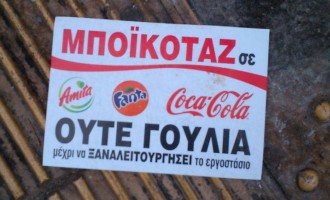 ΜΠΟΪΚΟΤΑΖ σε
Amita Fanta Coca-Cola
ΟΥΤΕ ΓΟΥΛΙΑ
μέχρι να ΞΑΝΑΛΕΙΤΟΥΡΓΗΣΕΙ το εργοστάσιο